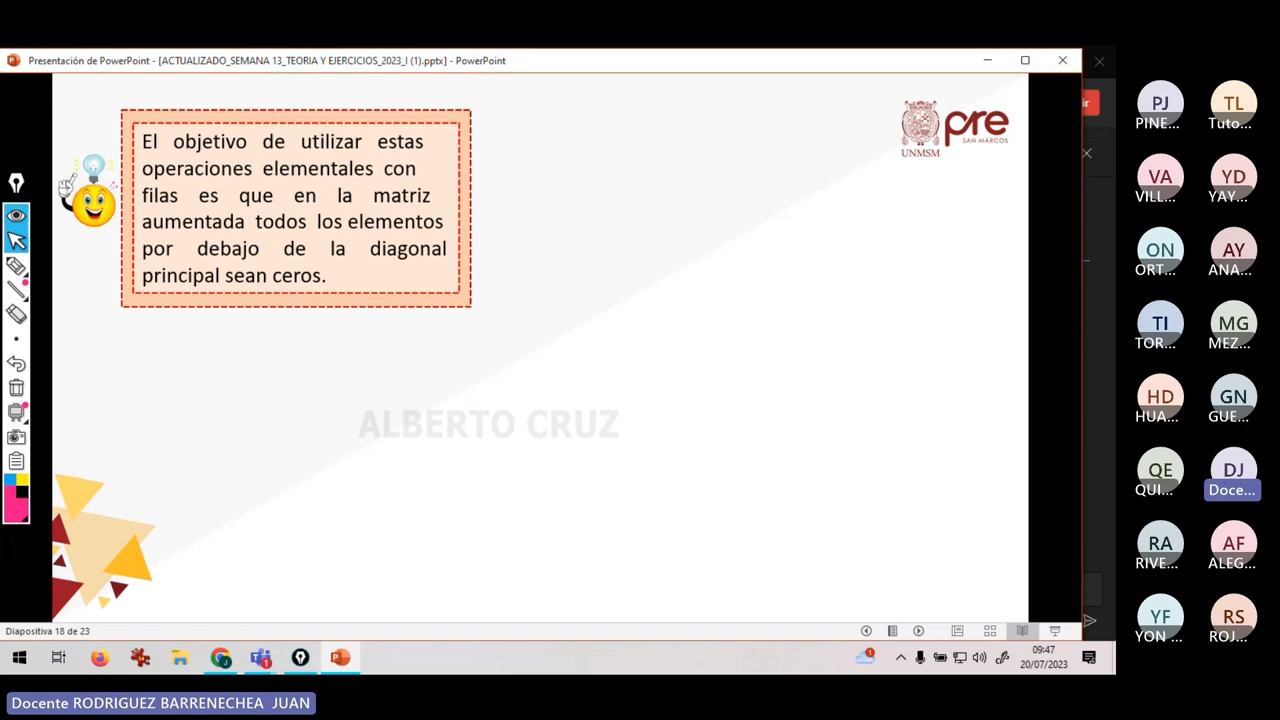 Presentación de PowerPoint - [ACTUALIZADO_SEMANA 13_TEORIA Y EJERCICIOS_2023_I (1).pptx] - PowerPoint
ir
El objetivo de utilizar estas
operaciones elementales con
filas es que en la matriz
aumentada todos los elementos
por debajo de la diagonal
principal sean ceros.
pre
SAN MARCOS
UNMSM
ALBERTO CRUZ
Diapositiva 18 de 23
09:47
20/07/2023
Docente RODRIGUEZ BARRENECHEA JUAN
PJ TL
PINE... Tuto...
VA YD
VILL... YAY...
ON AY
ORT... ANA...
TI MG
TOR... MEZ...
HD GN
HUA... GUE...
QE DJ
QUI... Doce...
RA AF
RIVE... ALEG...
YF RS
YON ... ROJ...